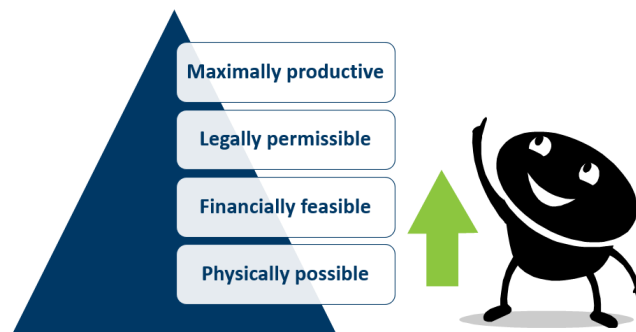 Maximally productive
Legally permissible
Financially feasible
Physically possible